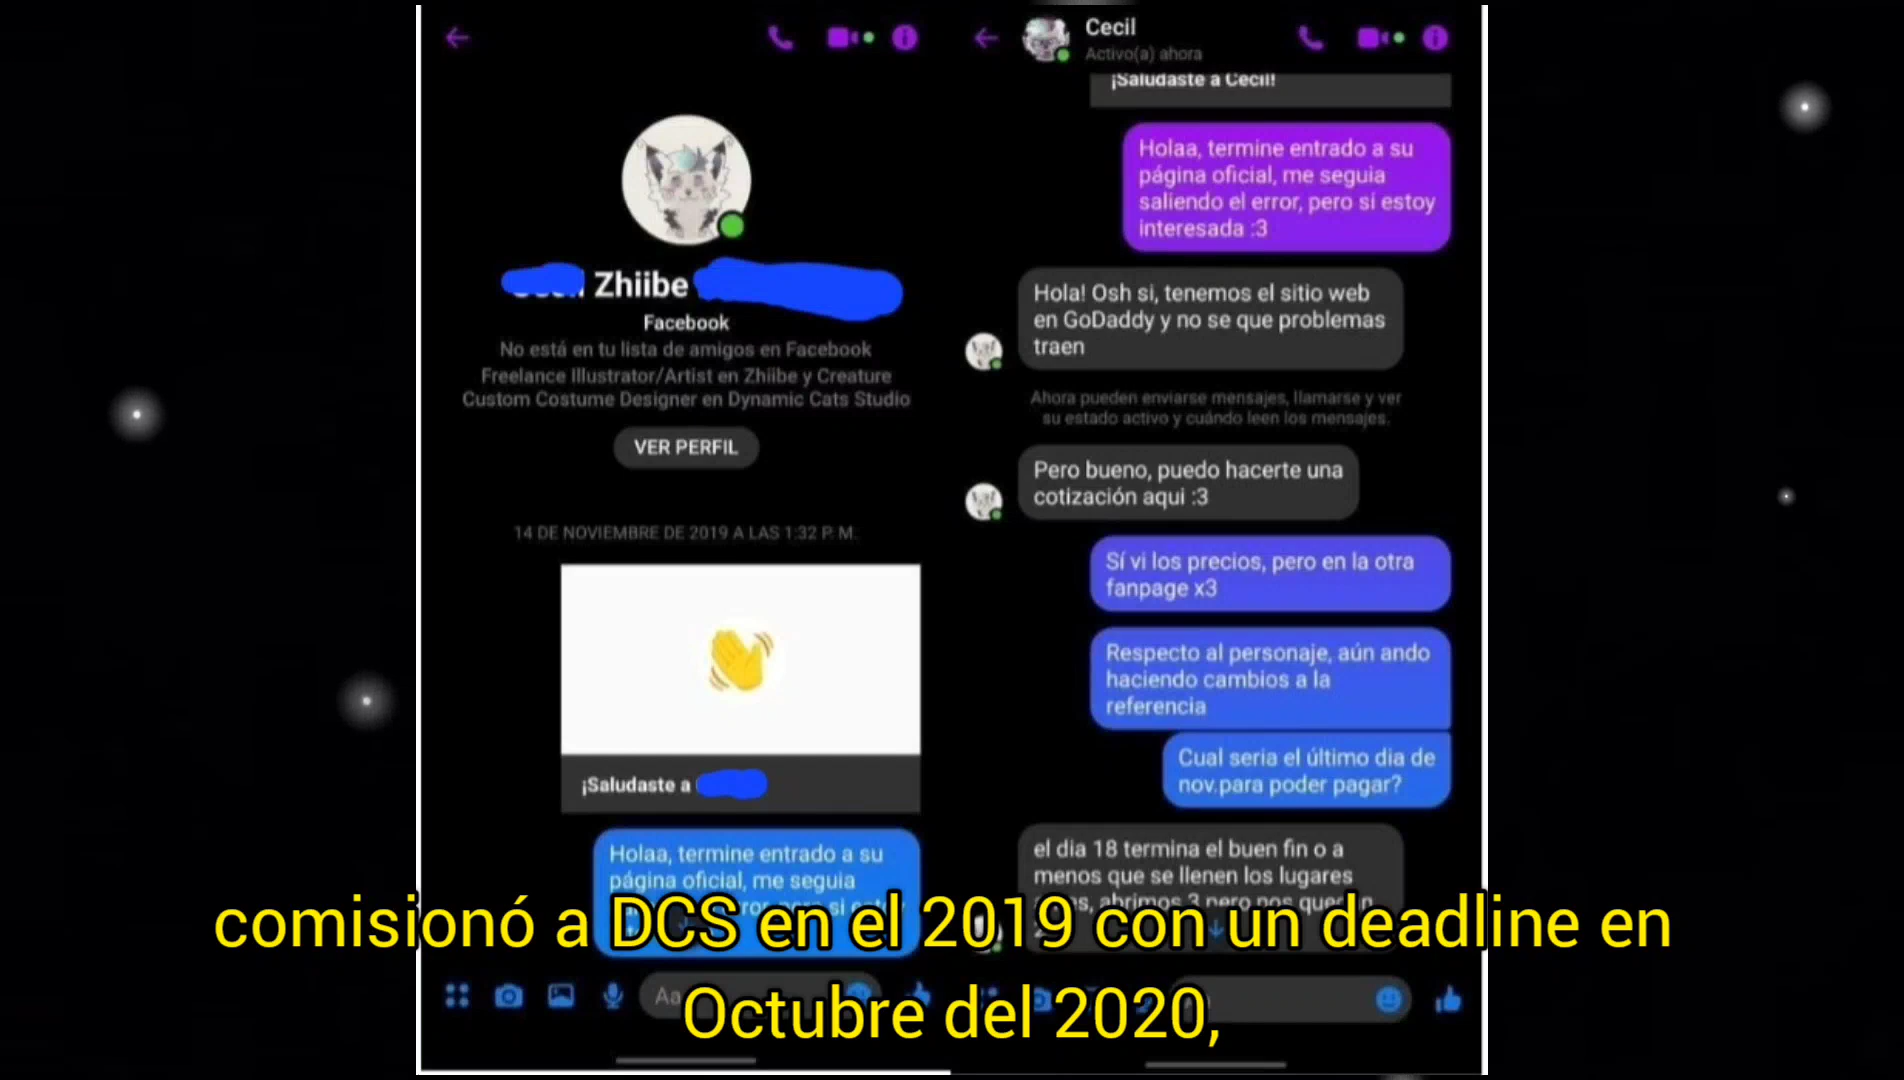 Zhiibe
Facebook
No está en tu lista de amigos en Facebook
Freelance Illustrator/Artist en Zhiibe y Creature
Custom Costume Designer en Dynamic Cats Studio
VER PERFIL
14 DE NOVIEMBRE DE 2019 A LAS 1:32 P. M.
¡Saludaste a
Holaa, termine entrado a su
página oficial, me seguia
Aa
Cecil
Activo(a) ahora
¡Saludaste a Cecil!
Holaa, termine entrado a su
página oficial, me seguia
saliendo el error, pero sí estoy
interesada :3
Hola! Osh si, tenemos el sitio web
en GoDaddy y no se que problemas
traen
Ahora pueden enviarse mensajes, llamarse y ver
su estado activo y cuándo leen los mensajes.
Pero bueno, puedo hacerte una
cotización aqui :3
Sí vi los precios, pero en la otra
fanpage x3
Respecto al personaje, aún ando
haciendo cambios a la
referencia
Cual seria el último dia de
nov.para poder pagar?
el dia 18 termina el buen fin o a
menos que se llenen los lugares
abrimos 3 pero nos
comisionó a DCS en el 2019 con un deadline en
Octubre del 2020,